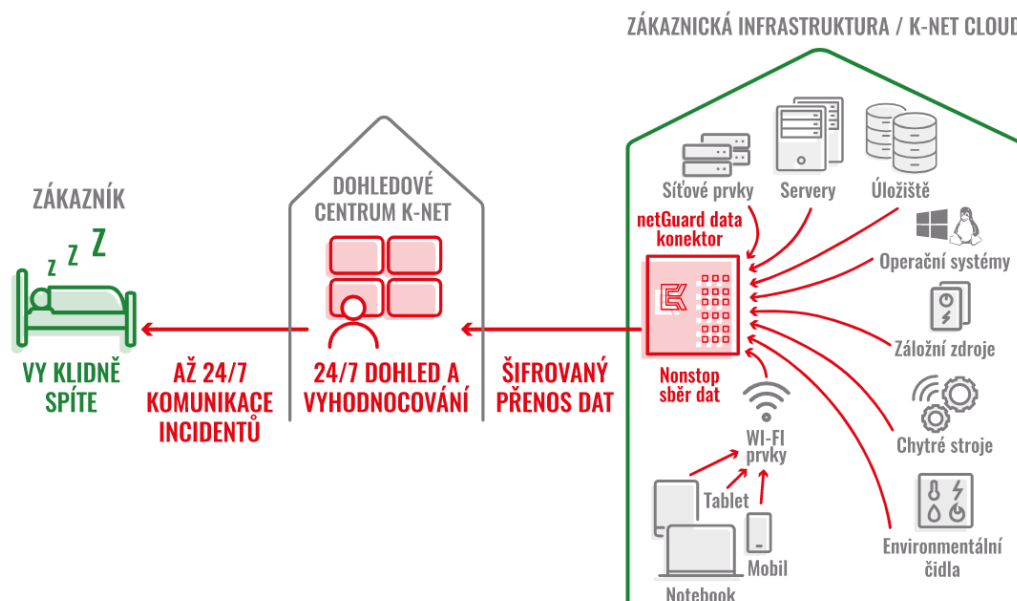 ZÁKAZNICKÁ INFRASTRUKTURA / K-NET CLOUD
ZÁKAZNÍK
Z Z Z
VY KLIDNĚ
SPÍTE
AŽ 24/7
KOMUNIKACE
INCIDENTŮ
DOHLEDOVÉ
CENTRUM K-NET
24/7 DOHLED A
VYHODNOCOVÁNÍ
ŠIFROVANÝ
PŘENOS DAT
Síťové prvky
Servery
Úložiště
netGuard data
konektor
Nonstop
sběr dat
Operační systémy
Záložní zdroje
Chytré stroje
Environmentální
čidla
WI-FI
prvky
Tablet
Mobil
Notebook